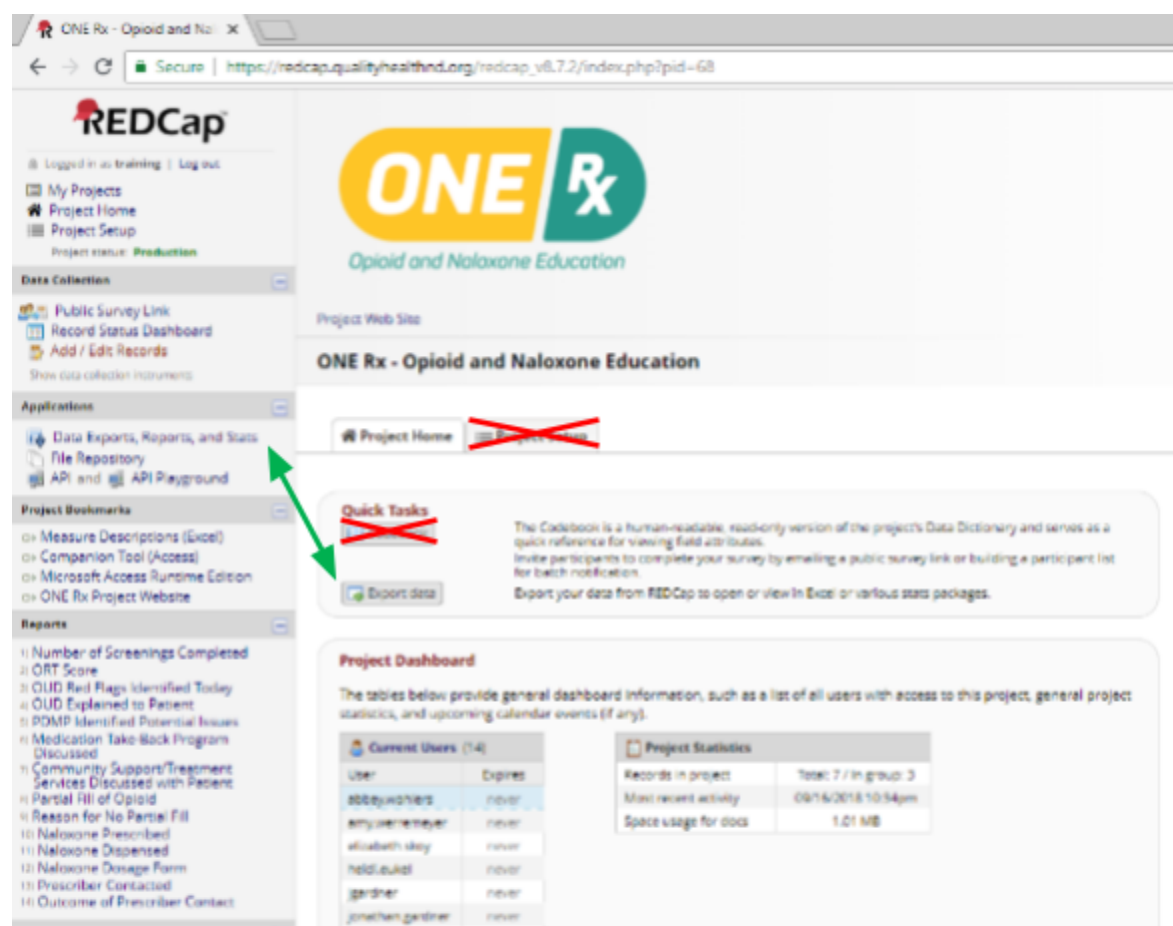 ONE Rx - Opioid and Na
Secure | https://redcap.qualityhealthnd.org/redcap_v8.7.2/index.php?pid=68
REDCap
Logged in as training | Log out
My Projects
Project Home
Project Setup
Project status: Production
Data Collection
Public Survey Link
Record Status Dashboard
Add / Edit Records
Show data collection instruments
Applications
Data Exports, Reports, and Stats
File Repository
API and API Playground
Project Bookmarks
Measure Descriptions (Excel)
Companion Tool (Access)
Microsoft Access Runtime Edition
ONE Rx Project Website
Reports
1) Number of Screenings Completed
2) ORT Score
3) OUD Red Flags Identified Today
4) OUD Explained to Patient
5) PDMP Identified Potential Issues
6) Medication Take-Back Program
Discussed
7) Community Support/Treatment
Services Discussed with Patient
8) Partial Fill of Opioid
9) Reason for No Partial Fill
10) Naloxone Prescribed
11) Naloxone Dispensed
12) Naloxone Dosage Form
13) Prescriber Contacted
14) Outcome of Prescriber Contact
ONE Rx
Opioid and Naloxone Education
Project Web Site
ONE Rx - Opioid and Naloxone Education
Project Home Project Setup
Quick Tasks
The Codebook is a human-readable, read-only version of the project's Data Dictionary and serves as a
quick reference for viewing field attributes.
Invite participants to complete your survey by emailing a public survey link or building a participant list
for batch notification.
Export data Export your data from REDCap to open or view in Excel or various stats packages.
Project Dashboard
The tables below provide general dashboard information, such as a list of all users with access to this project, general project
statistics, and upcoming calendar events (if any).
Current Users (14)
User Expires
abbey.wohlers never
amy.werremeyer never
elizabeth.skoy never
heidi.eukel never
jgardner never
jonathan.gardner never
Project Statistics
Records in project Total: 7 / In group: 3
Most recent activity 09/16/2018 10:54pm
Space usage for docs 1.01 MB